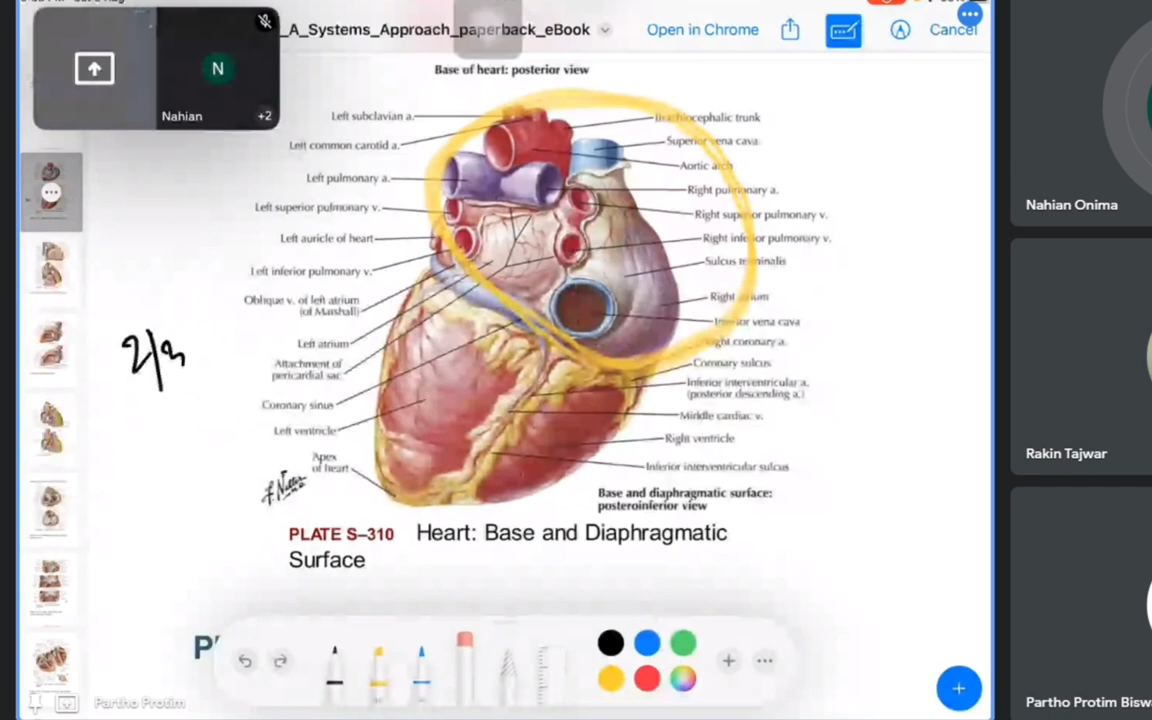 _A_Systems_Approach_paperback_eBook
Open in Chrome
Cancel
N
Nahian
+2
Base of heart: posterior view
Left subclavian a.
Left common carotid a.
Left pulmonary a.
Left superior pulmonary v.
Left auricle of heart
Left inferior pulmonary v.
Oblique v. of left atrium
(of Marshall)
Left atrium
Attachment of
pericardial sac
Coronary sinus
Left ventricle
Apex
of heart
Brachiocephalic trunk
Superior vena cava
Aortic arch
Right pulmonary a.
Right superior pulmonary v.
Right inferior pulmonary v.
Sulcus terminalis
Right atrium
Inferior vena cava
Right coronary a.
Coronary sulcus
Inferior interventricular a.
(posterior descending a.)
Middle cardiac v.
Right ventricle
Inferior interventricular sulcus
Base and diaphragmatic surface:
posteroinferior view
PLATE S–310 Heart: Base and Diaphragmatic
Surface
Partho Protim
Nahian Onima
Rakin Tajwar
Partho Protim Bisw